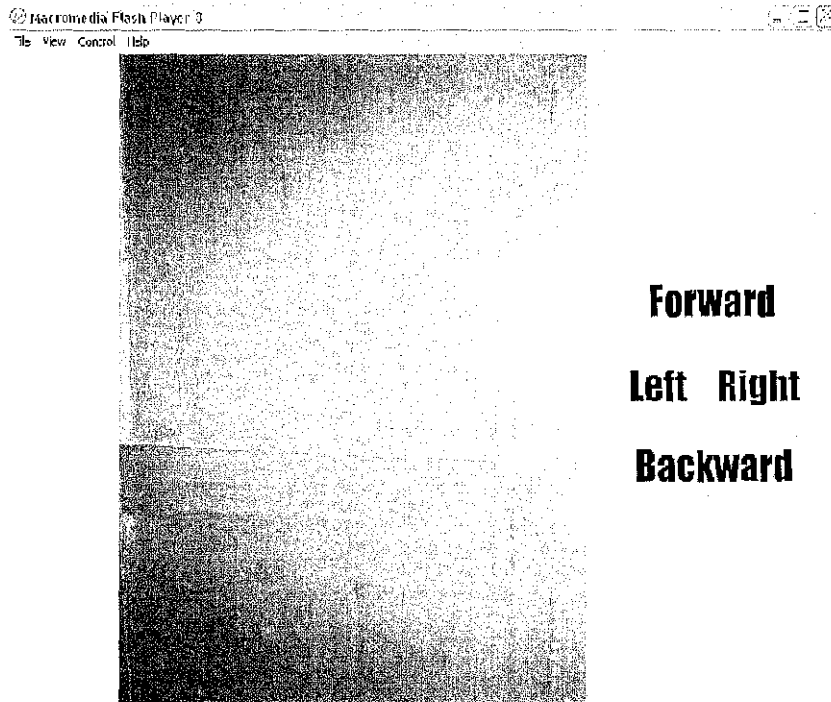 Macromedia Flash Player 8
File View Control Help
Forward
Left Right
Backward